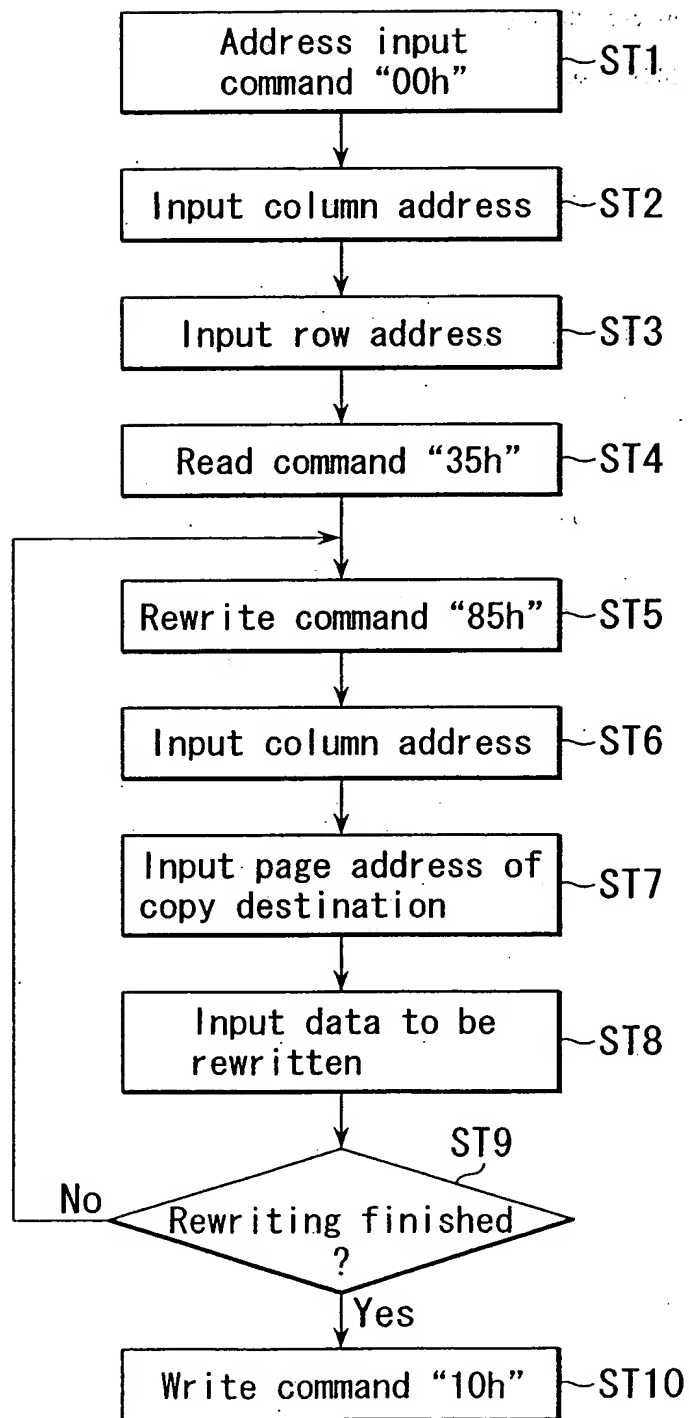 Address input
command “00h”
ST1
Input column address
ST2
Input row address
ST3
Read command “35h”
ST4
Rewrite command “85h”
ST5
Input column address
ST6
Input page address of
copy destination
ST7
Input data to be
rewritten
ST8
ST9
No
Rewriting finished
?
Yes
Write command “10h”
ST10